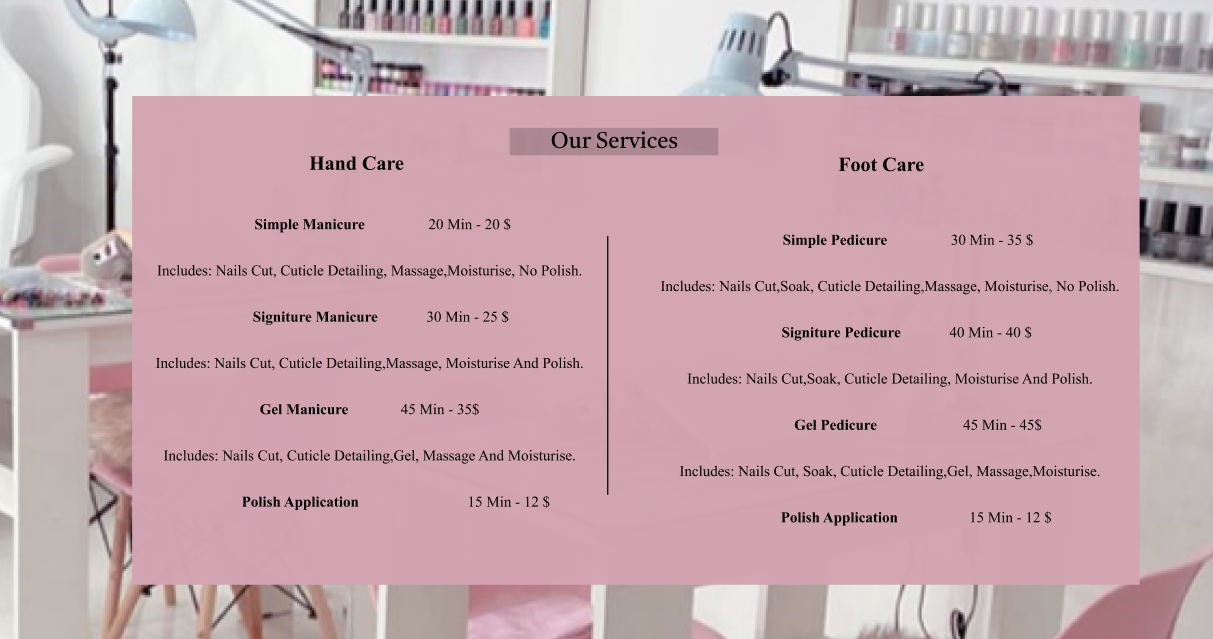 Our Services
Hand Care
Simple Manicure 20 Min - 20 $
Includes: Nails Cut, Cuticle Detailing, Massage,Moisturise, No Polish.
Signiture Manicure 30 Min - 25 $
Includes: Nails Cut, Cuticle Detailing,Massage, Moisturise And Polish.
Gel Manicure 45 Min - 35$
Includes: Nails Cut, Cuticle Detailing,Gel, Massage And Moisturise.
Polish Application 15 Min - 12 $
Foot Care
Simple Pedicure 30 Min - 35 $
Includes: Nails Cut,Soak, Cuticle Detailing,Massage, Moisturise, No Polish.
Signiture Pedicure 40 Min - 40 $
Includes: Nails Cut,Soak, Cuticle Detailing, Moisturise And Polish.
Gel Pedicure 45 Min - 45$
Includes: Nails Cut, Soak, Cuticle Detailing,Gel, Massage,Moisturise.
Polish Application 15 Min - 12 $